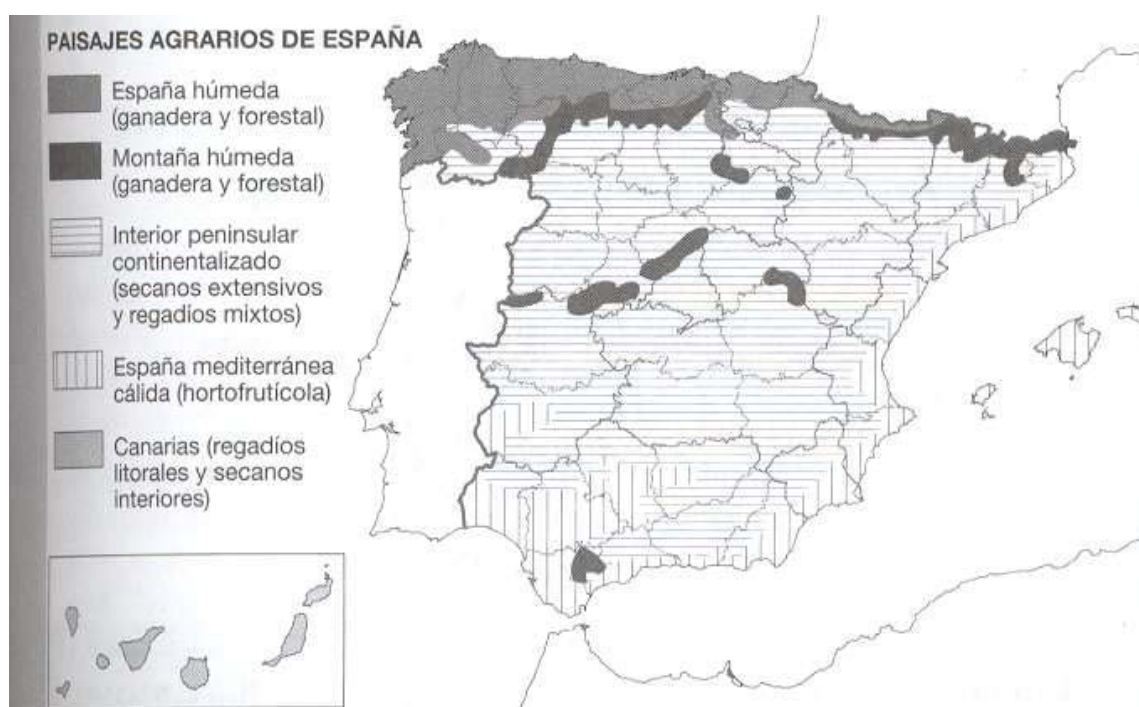 PAISAJES AGRARIOS DE ESPAÑA
España húmeda
(ganadera y forestal)
Montaña húmeda
(ganadera y forestal)
Interior peninsular
continentalizado
(secanos extensivos
y regadíos mixtos)
España mediterránea
cálida (hortofrutícola)
Canarias (regadíos
litorales y secanos
interiores)